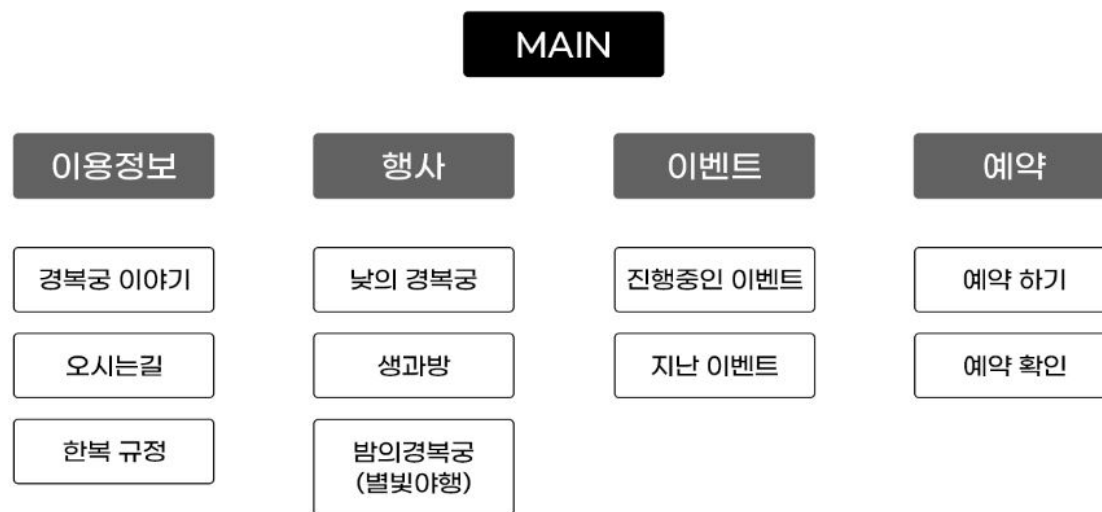 MAIN
이용정보
행사
이벤트
예약
경복궁 이야기
낮의 경복궁
진행중인 이벤트
예약 하기
오시는길
생과방
지난 이벤트
예약 확인
한복 규정
밤의경복궁
(별빛야행)